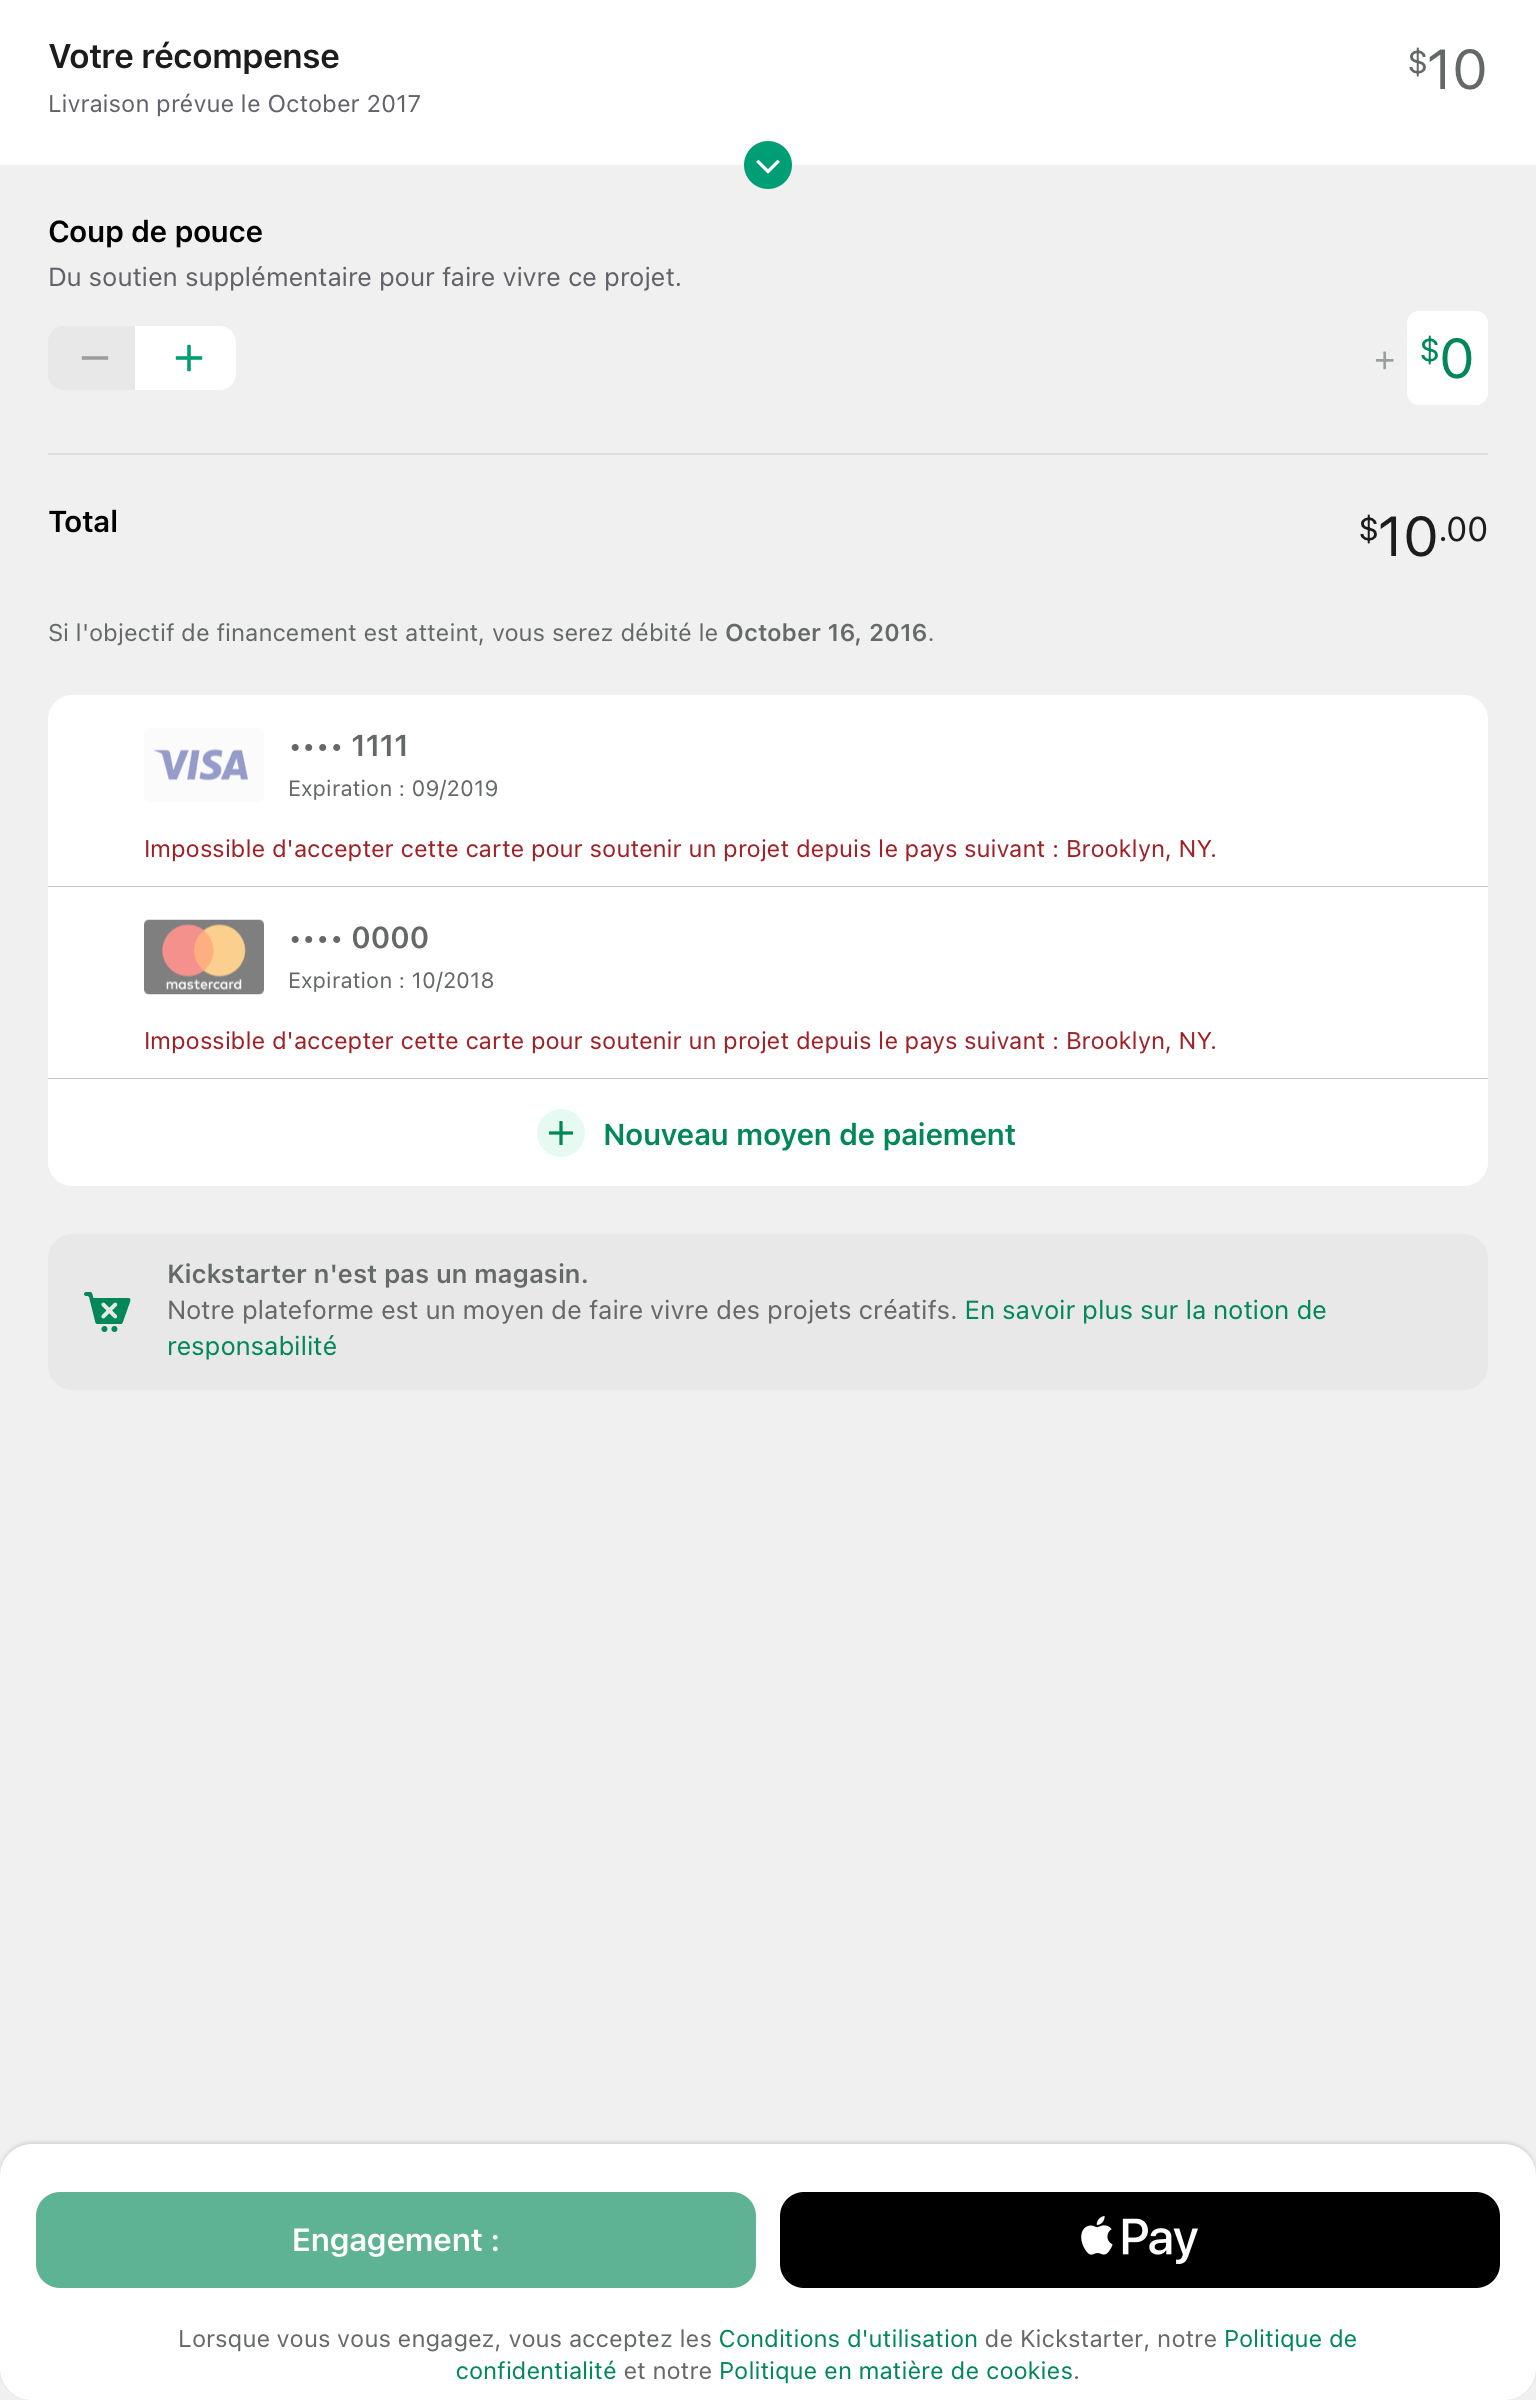 Votre récompense
$10
Livraison prévue le October 2017
Coup de pouce
Du soutien supplémentaire pour faire vivre ce projet.
− +
+ $0
Total
$10.00
Si l'objectif de financement est atteint, vous serez débité le October 16, 2016.
VISA
•••• 1111
Expiration : 09/2019
Impossible d'accepter cette carte pour soutenir un projet depuis le pays suivant : Brooklyn, NY.
mastercard
•••• 0000
Expiration : 10/2018
Impossible d'accepter cette carte pour soutenir un projet depuis le pays suivant : Brooklyn, NY.
+ Nouveau moyen de paiement
Kickstarter n'est pas un magasin.
Notre plateforme est un moyen de faire vivre des projets créatifs. En savoir plus sur la notion de
responsabilité
Engagement :
Pay
Lorsque vous vous engagez, vous acceptez les Conditions d'utilisation de Kickstarter, notre Politique de
confidentialité et notre Politique en matière de cookies.